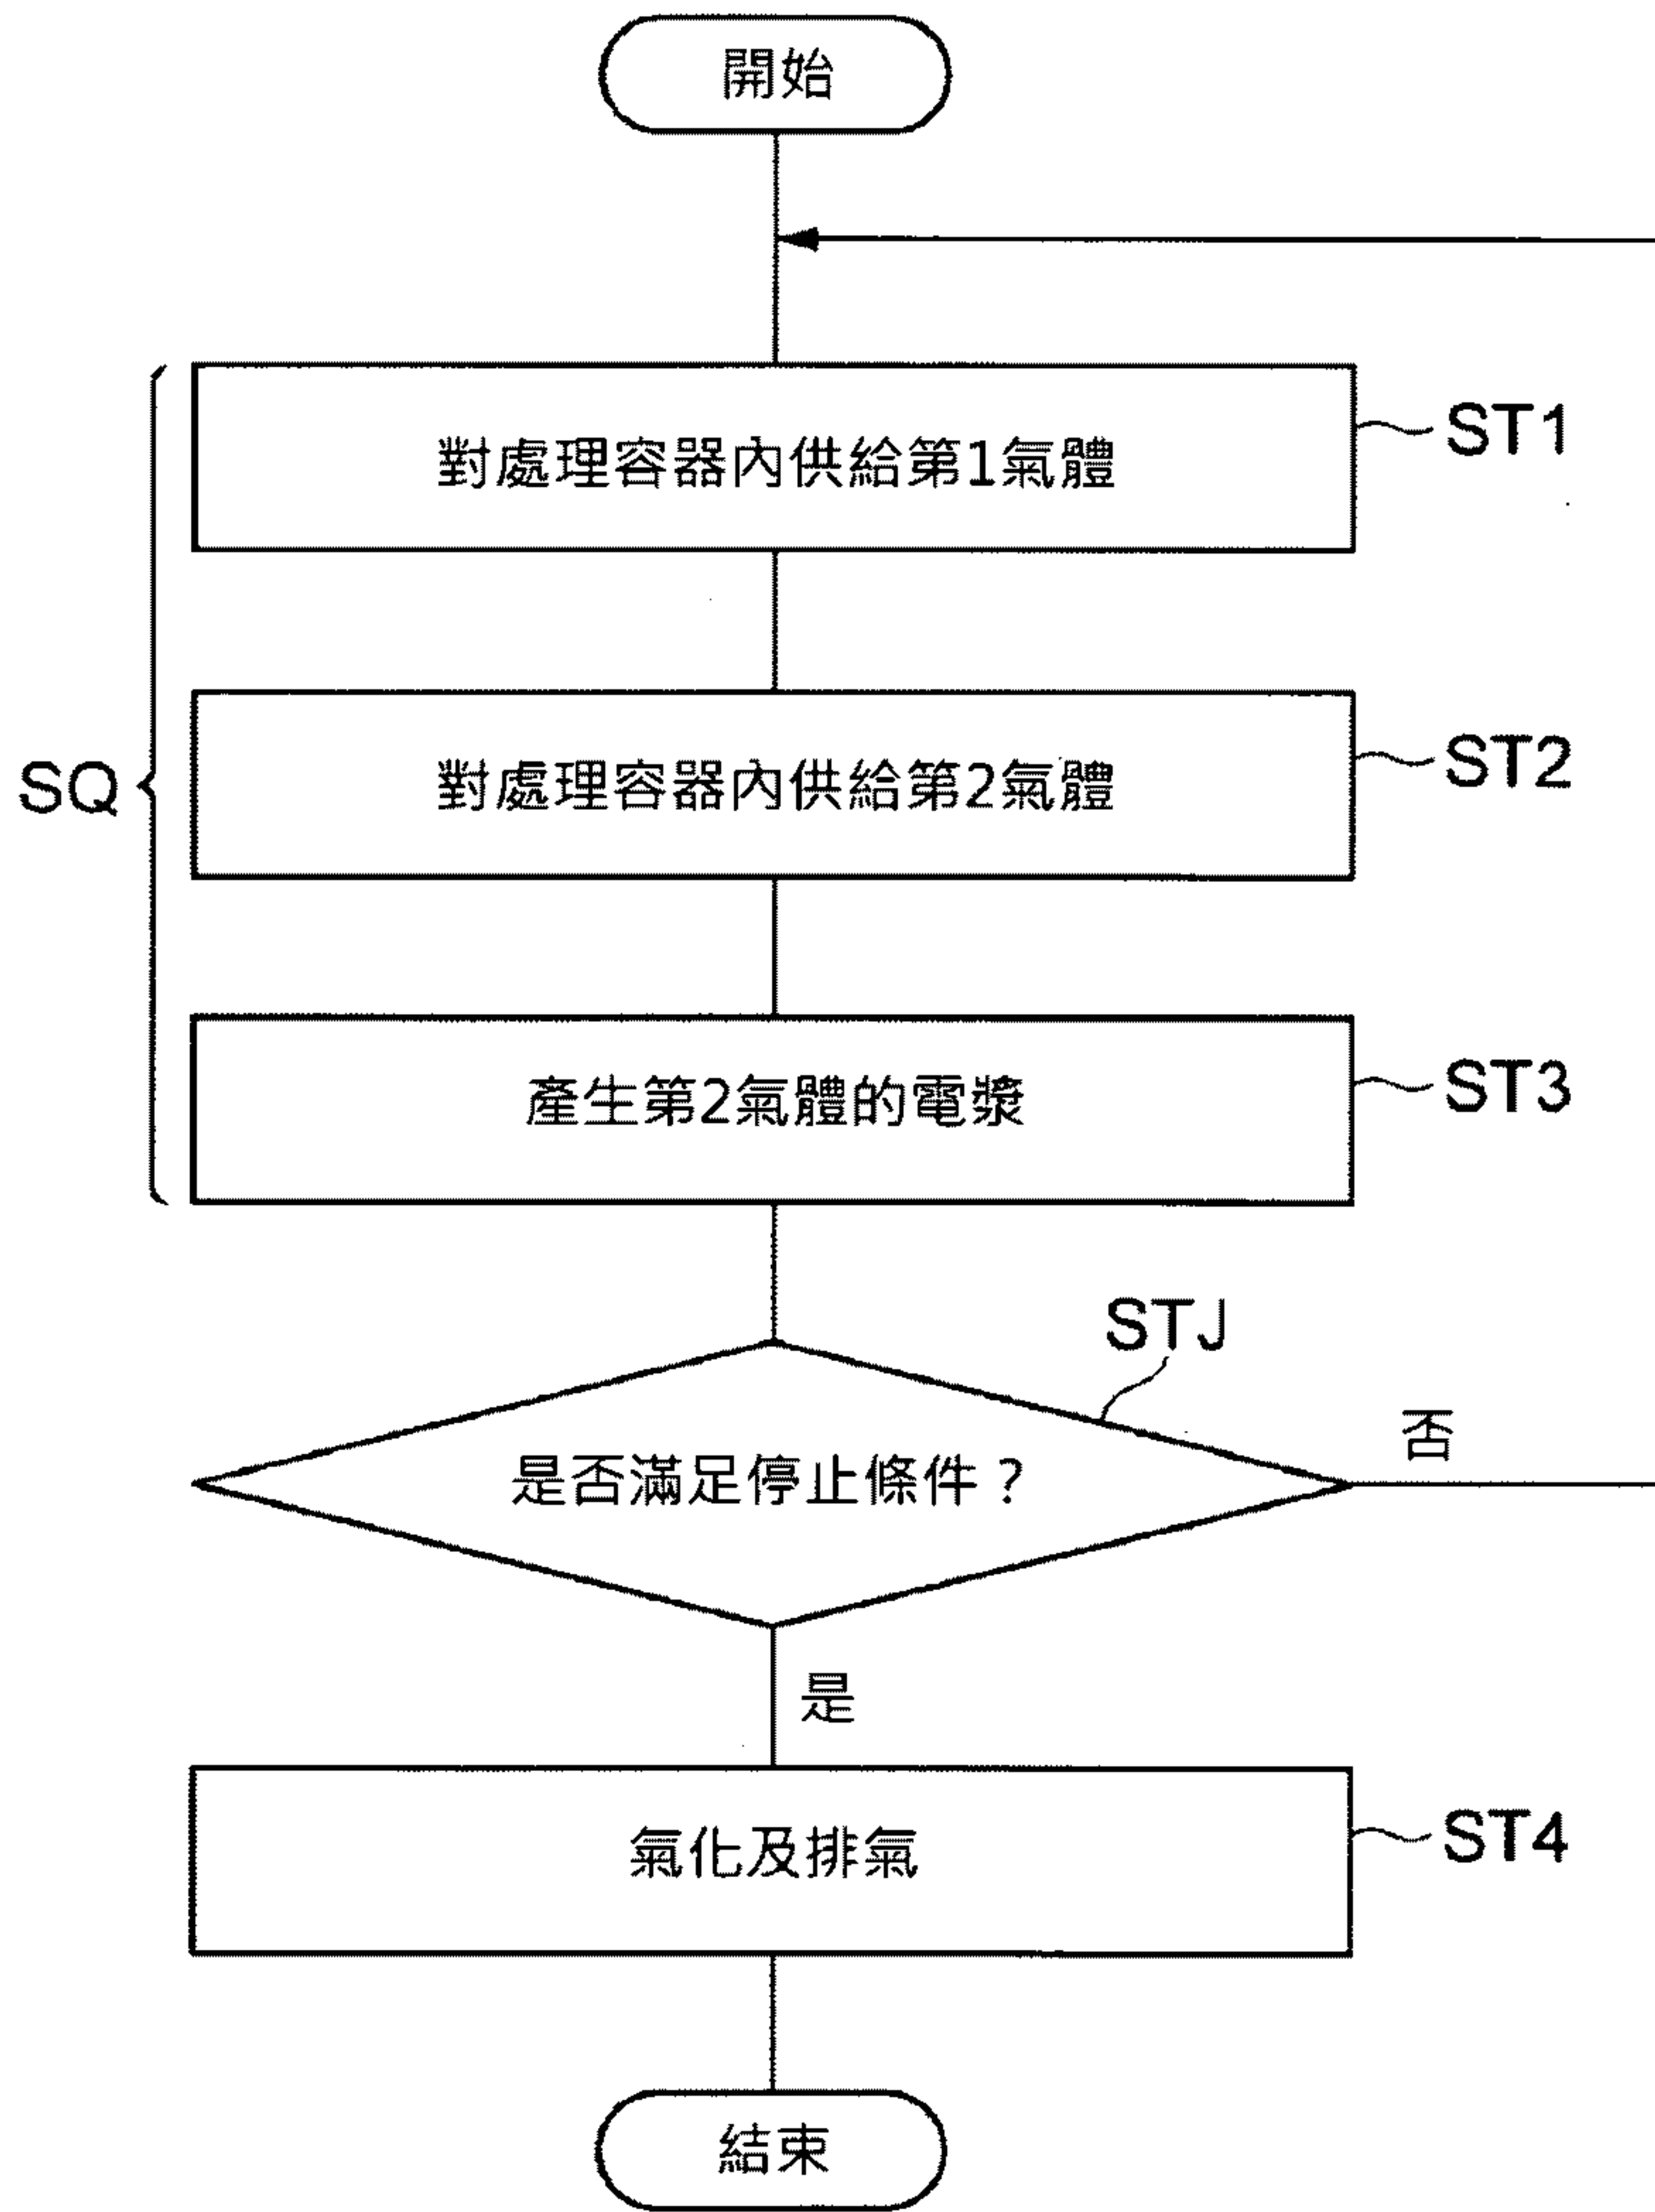 開始
對處理容器內供給第1氣體
ST1
SQ
對處理容器內供給第2氣體
ST2
產生第2氣體的電漿
ST3
STJ
是否滿足停止條件？
否
是
氣化及排氣
ST4
結束